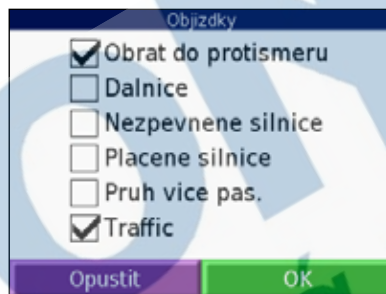 Objizdky
Obrat do protismeru
Dalnice
Nezpevnene silnice
Placene silnice
Pruh vice pas.
Traffic
Opustit
OK